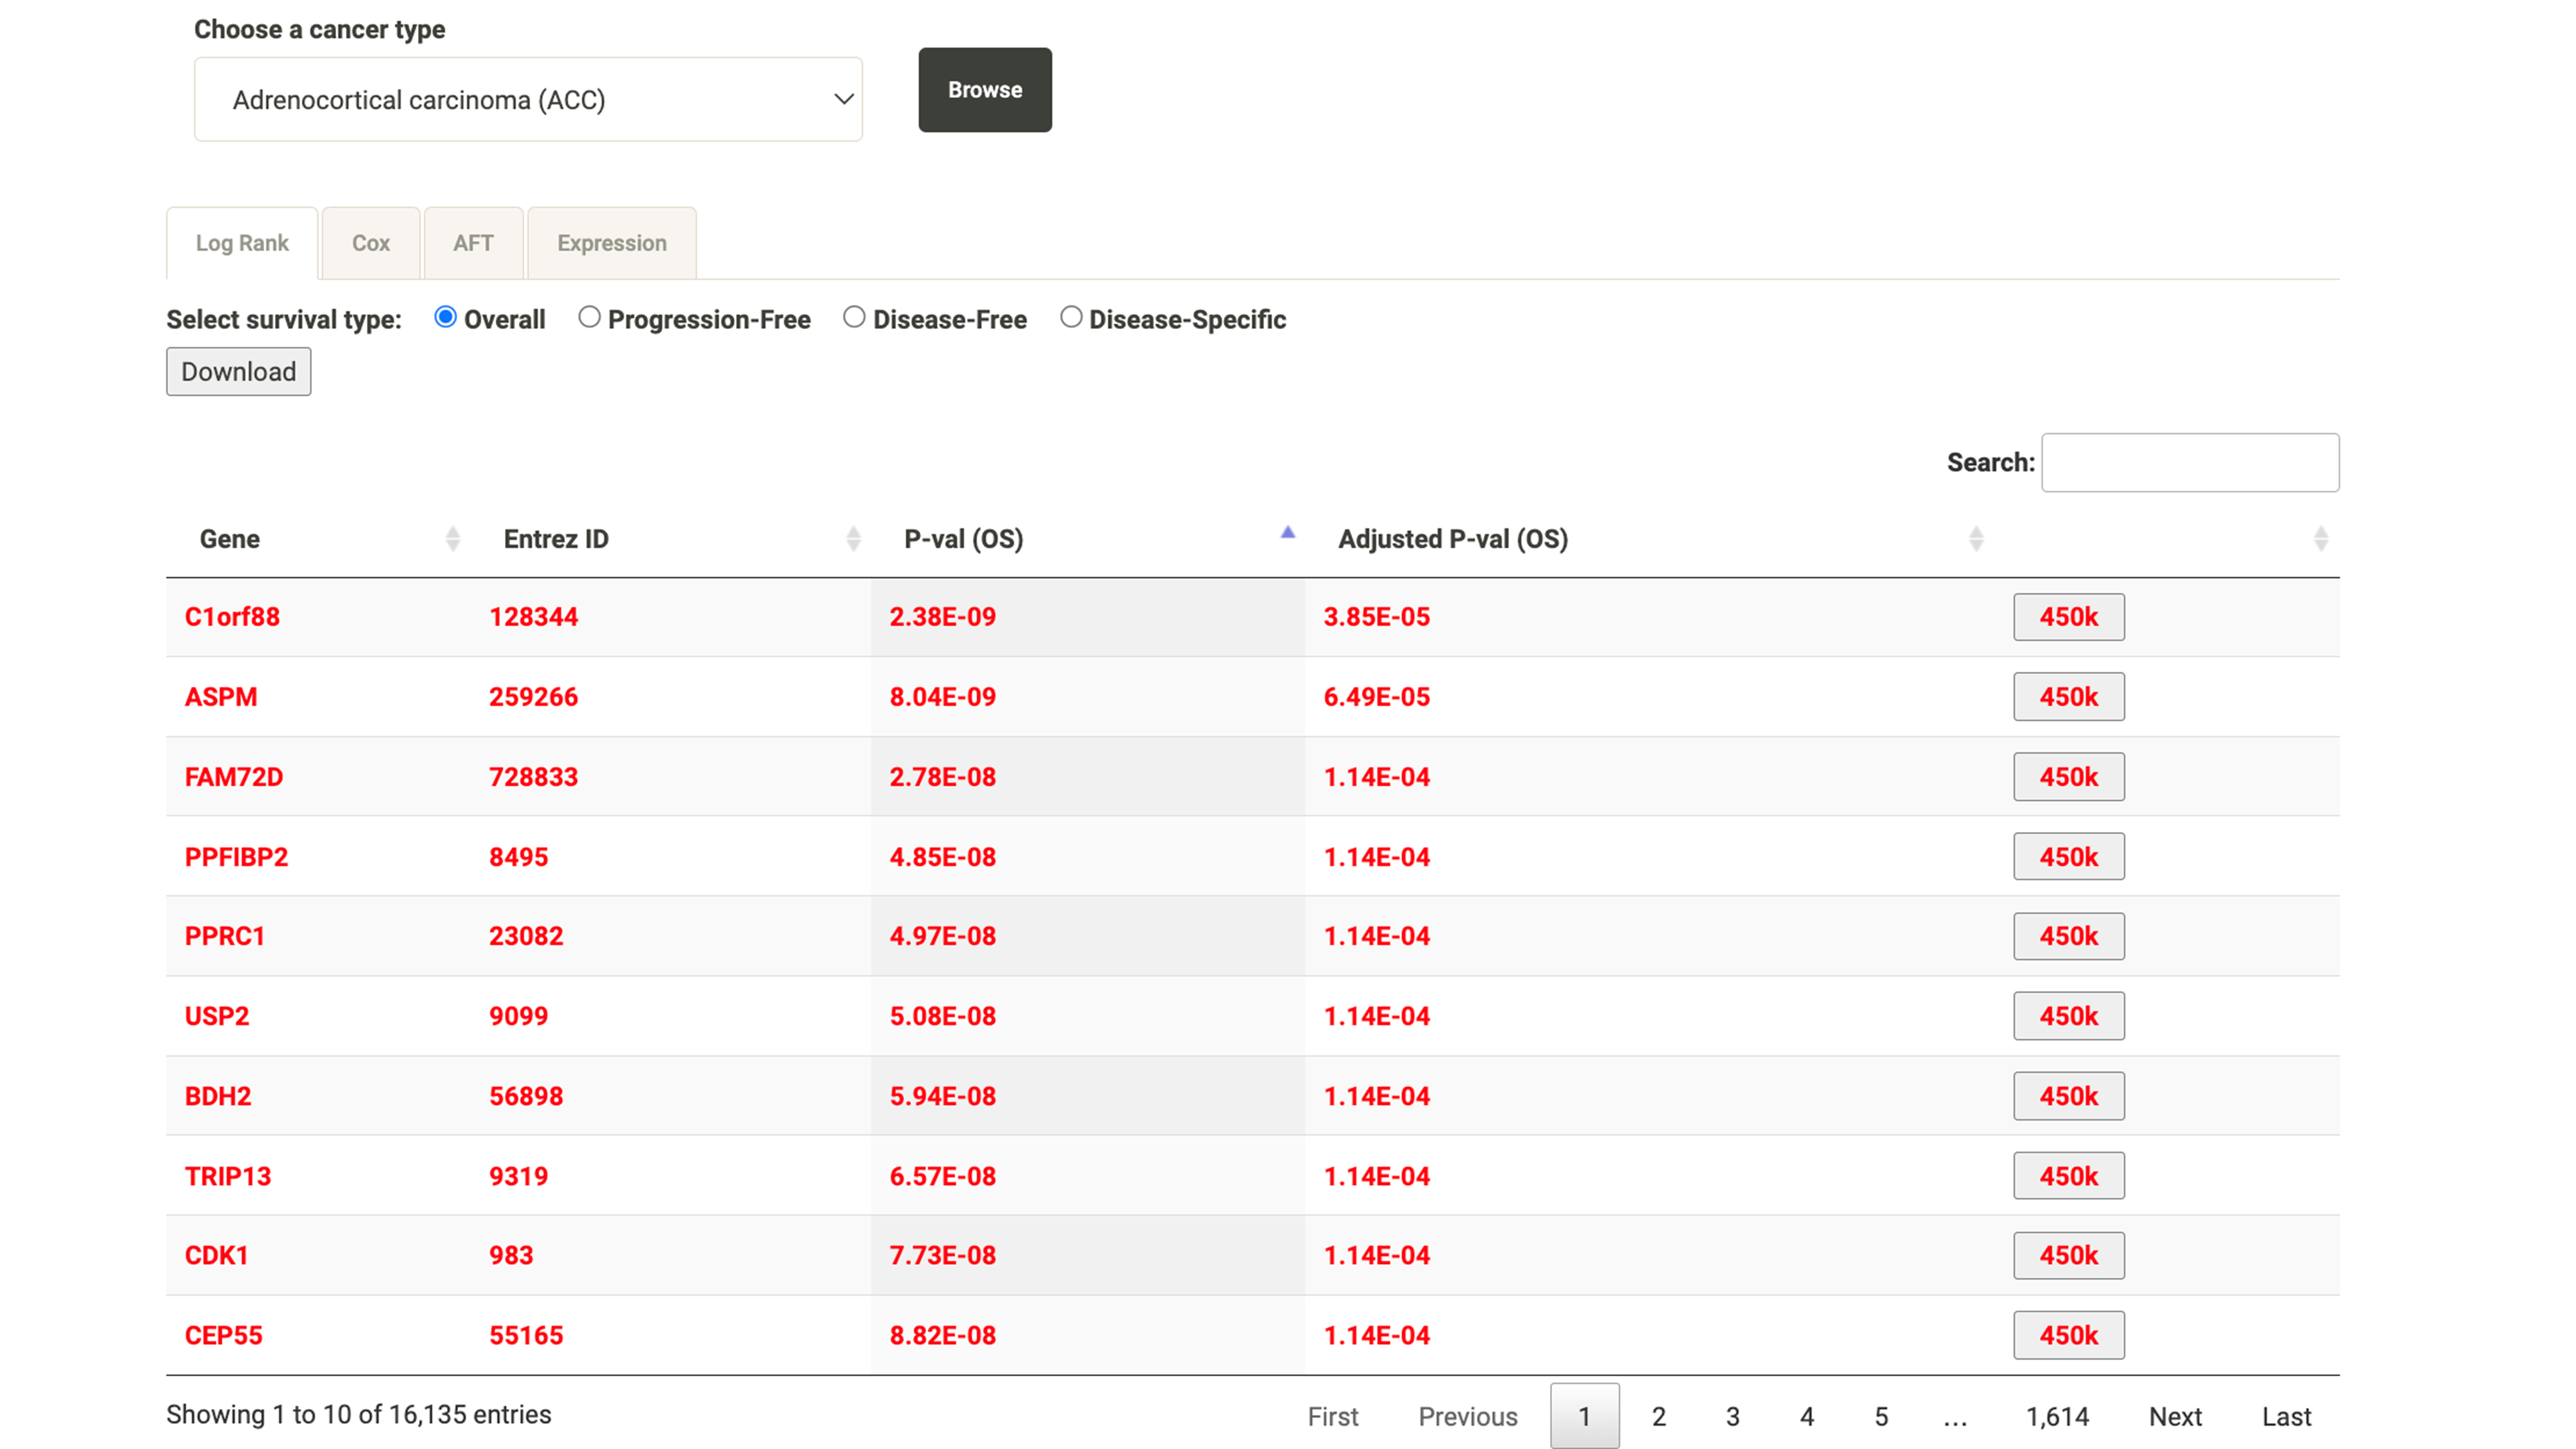 Choose a cancer type
Adrenocortical carcinoma (ACC)
Browse
Log Rank Cox AFT Expression
Select survival type: Overall Progression-Free Disease-Free Disease-Specific
Download
Search:
Gene Entrez ID P-val (OS) Adjusted P-val (OS)
C1orf88 128344 2.38E-09 3.85E-05 450k
ASPM 259266 8.04E-09 6.49E-05 450k
FAM72D 728833 2.78E-08 1.14E-04 450k
PPFIBP2 8495 4.85E-08 1.14E-04 450k
PPRC1 23082 4.97E-08 1.14E-04 450k
USP2 9099 5.08E-08 1.14E-04 450k
BDH2 56898 5.94E-08 1.14E-04 450k
TRIP13 9319 6.57E-08 1.14E-04 450k
CDK1 983 7.73E-08 1.14E-04 450k
CEP55 55165 8.82E-08 1.14E-04 450k
Showing 1 to 10 of 16,135 entries First Previous 1 2 3 4 5 … 1,614 Next Last